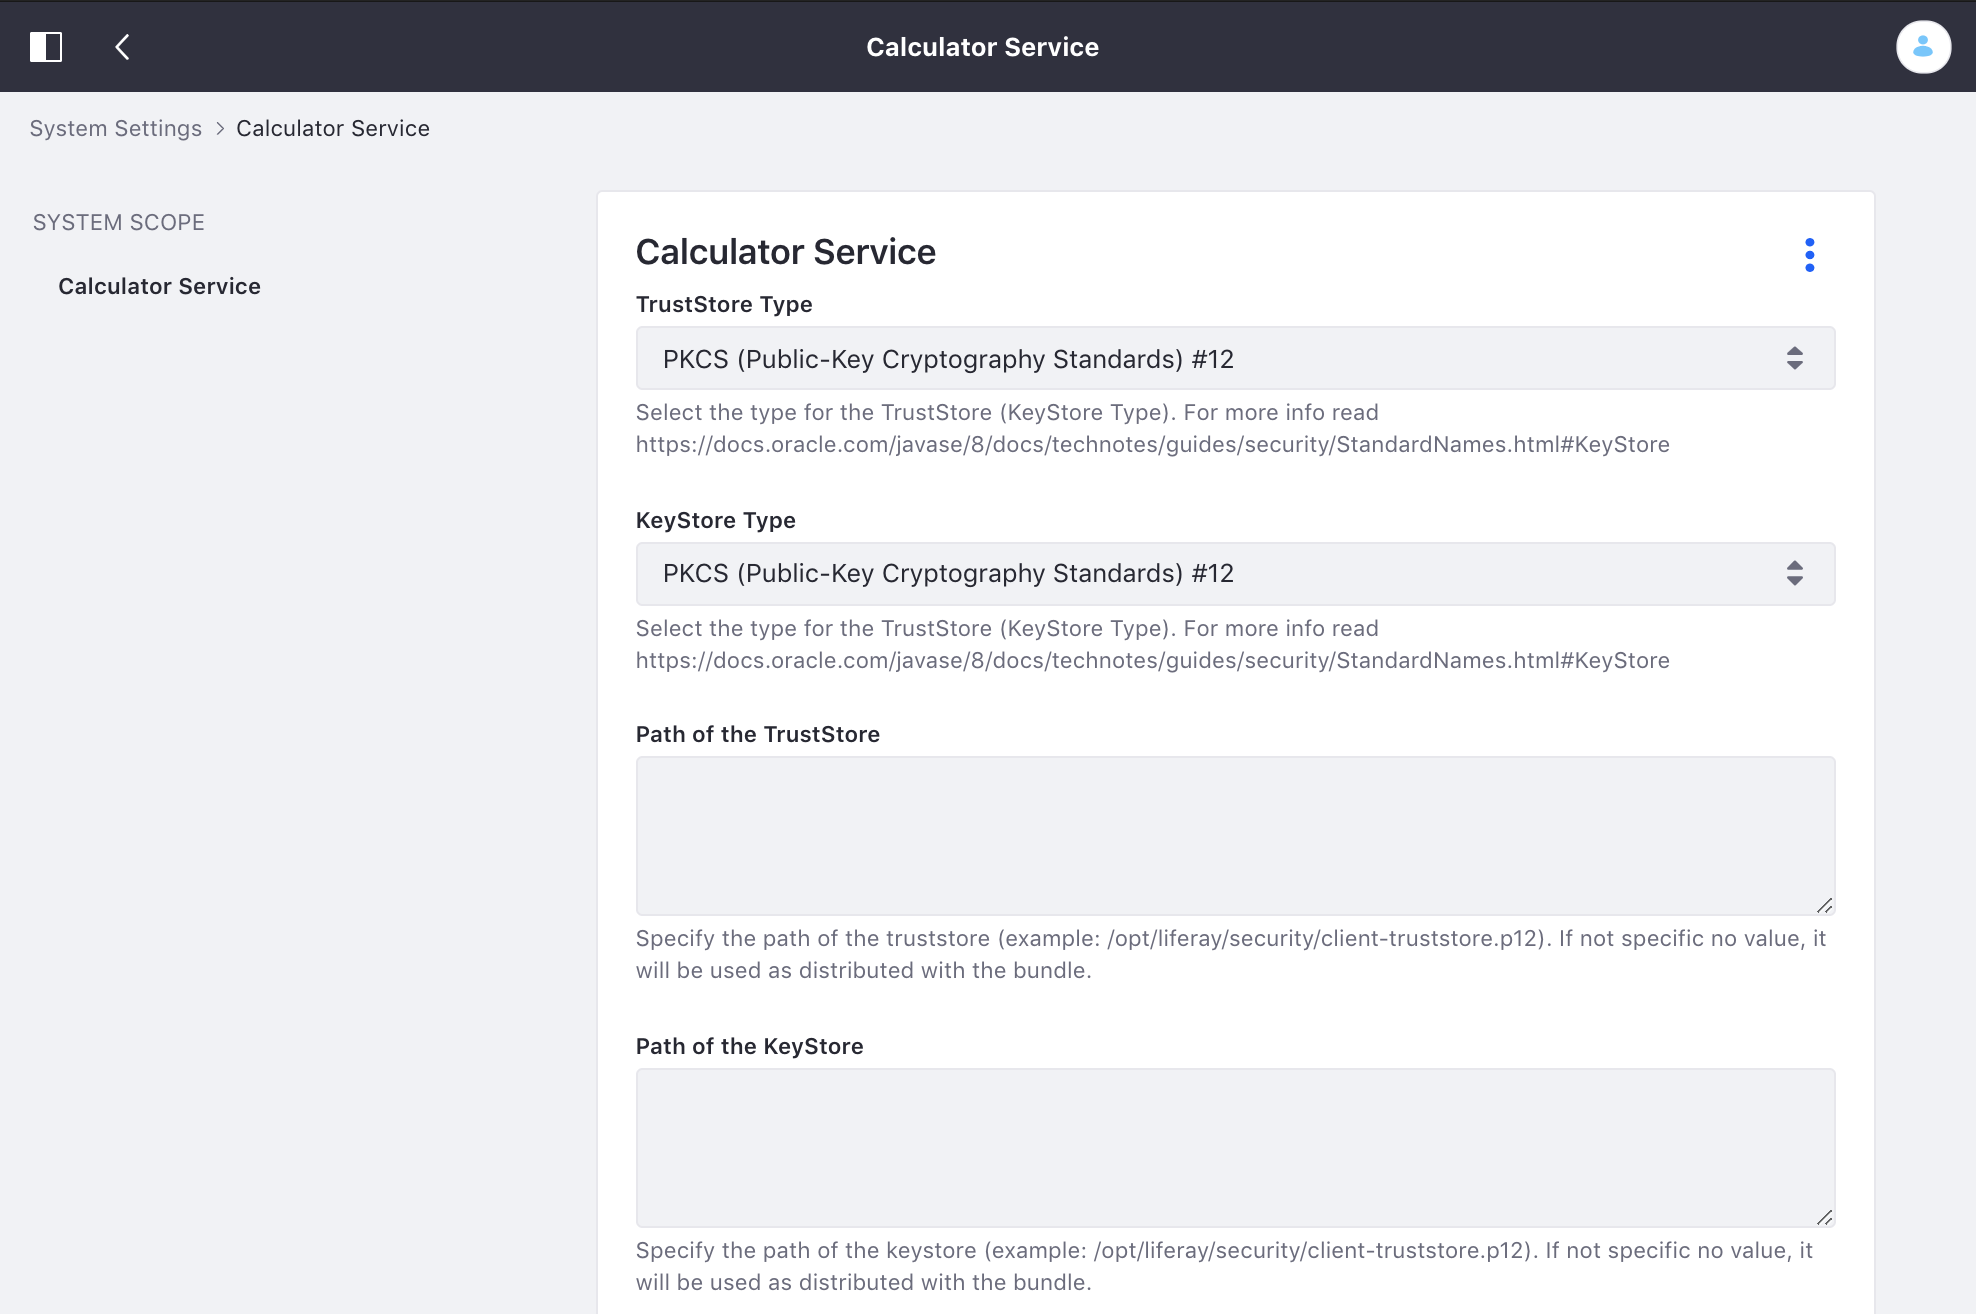 Calculator Service
System Settings > Calculator Service
SYSTEM SCOPE
Calculator Service
Calculator Service
TrustStore Type
PKCS (Public-Key Cryptography Standards) #12
Select the type for the TrustStore (KeyStore Type). For more info read
https://docs.oracle.com/javase/8/docs/technotes/guides/security/StandardNames.html#KeyStore
KeyStore Type
PKCS (Public-Key Cryptography Standards) #12
Select the type for the TrustStore (KeyStore Type). For more info read
https://docs.oracle.com/javase/8/docs/technotes/guides/security/StandardNames.html#KeyStore
Path of the TrustStore
Specify the path of the truststore (example: /opt/liferay/security/client-truststore.p12). If not specific no value, it
will be used as distributed with the bundle.
Path of the KeyStore
Specify the path of the keystore (example: /opt/liferay/security/client-truststore.p12). If not specific no value, it
will be used as distributed with the bundle.